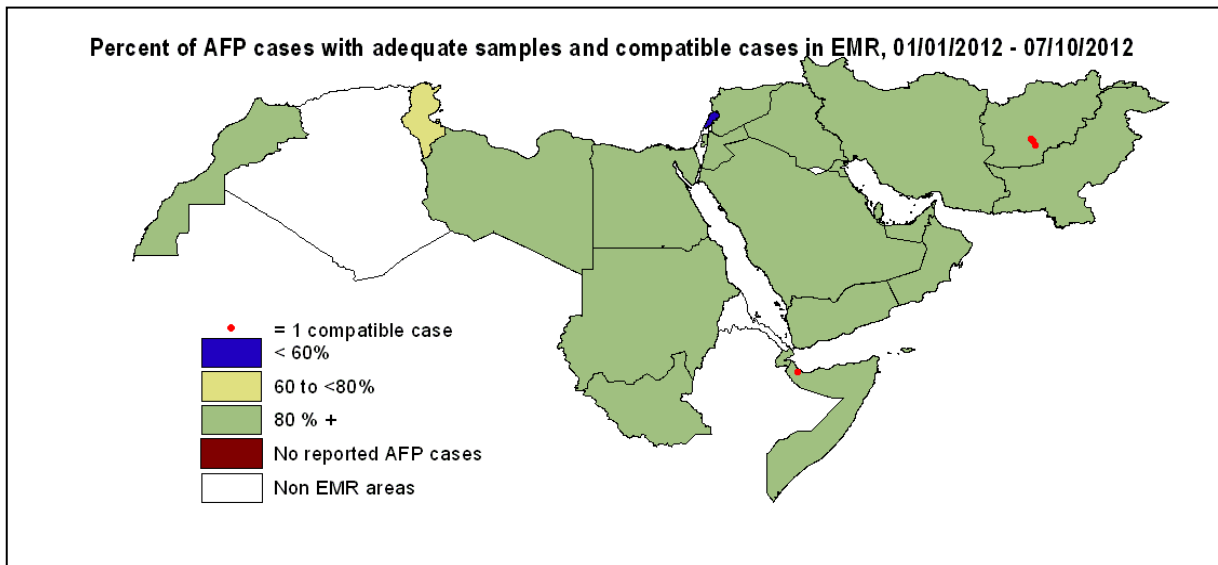 Percent of AFP cases with adequate samples and compatible cases in EMR, 01/01/2012 - 07/10/2012
= 1 compatible case
< 60%
60 to <80%
80 % +
No reported AFP cases
Non EMR areas